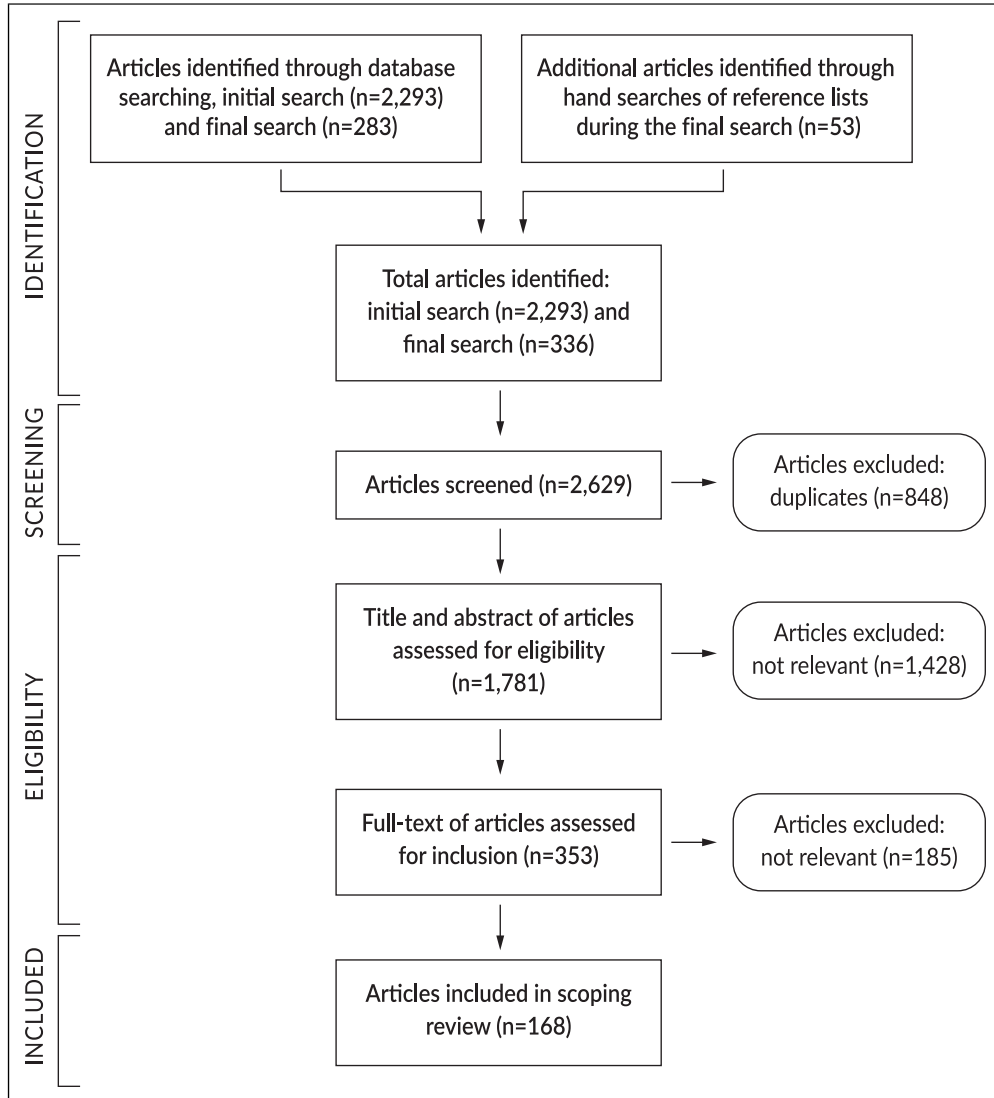 IDENTIFICATION
Articles identified through database
searching, initial search (n=2,293)
and final search (n=283)
Additional articles identified through
hand searches of reference lists
during the final search (n=53)
Total articles identified:
initial search (n=2,293) and
final search (n=336)
SCREENING
Articles screened (n=2,629)
Articles excluded:
duplicates (n=848)
ELIGIBILITY
Title and abstract of articles
assessed for eligibility
(n=1,781)
Articles excluded:
not relevant (n=1,428)
Full-text of articles assessed
for inclusion (n=353)
Articles excluded:
not relevant (n=185)
INCLUDED
Articles included in scoping
review (n=168)